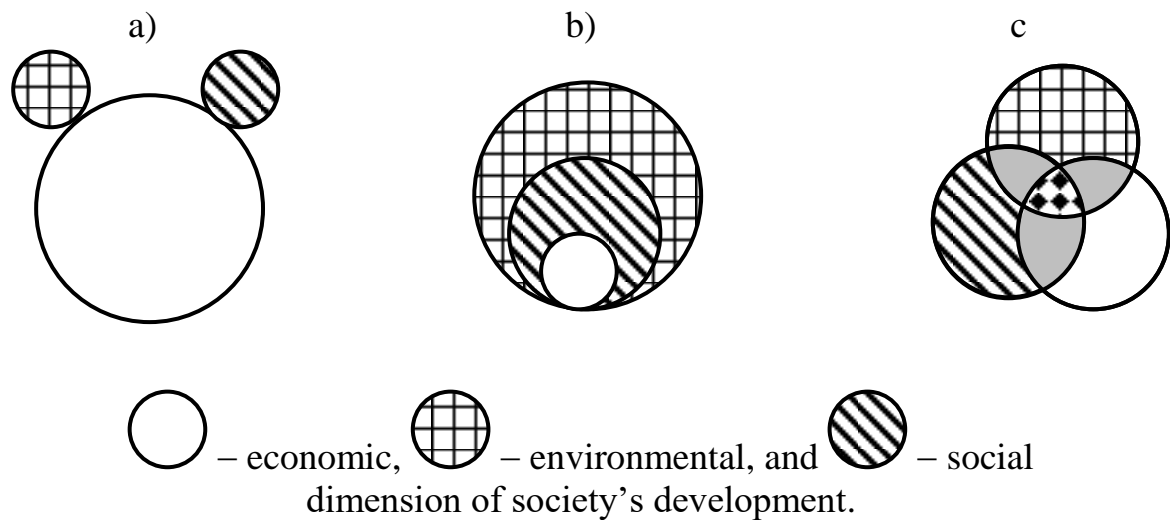 a)
b)
c
– economic,
– environmental, and
– social
dimension of society’s development.